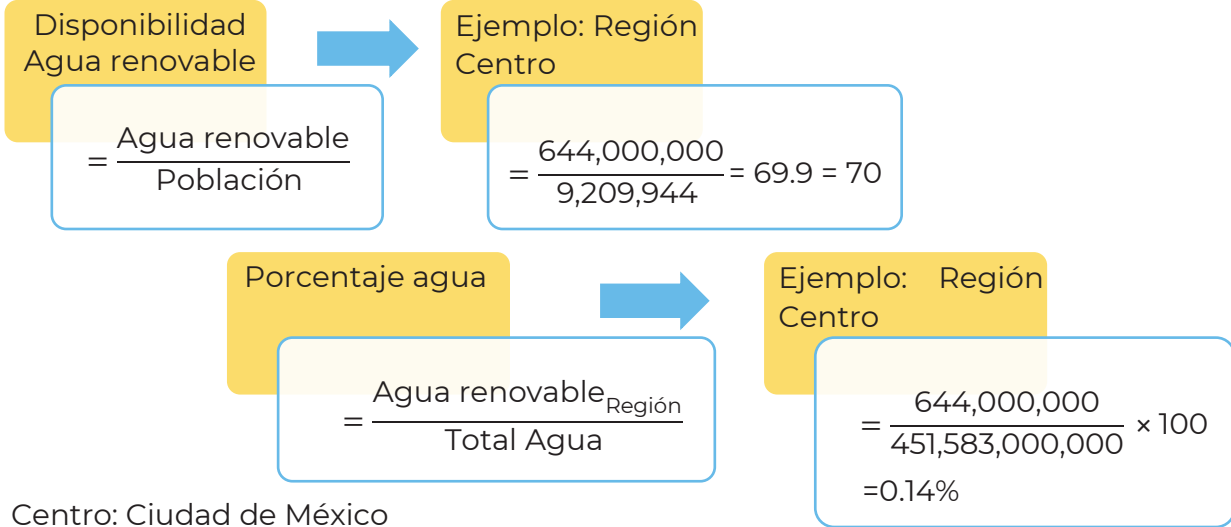 Disponibilidad
Agua renovable
= Agua renovable
Población
Ejemplo: Región
Centro
= 644,000,000
9,209,944
= 69.9 = 70
Porcentaje agua
= Agua renovable Región
Total Agua
Ejemplo: Región
Centro
= 644,000,000
451,583,000,000
× 100
=0.14%
Centro: Ciudad de México